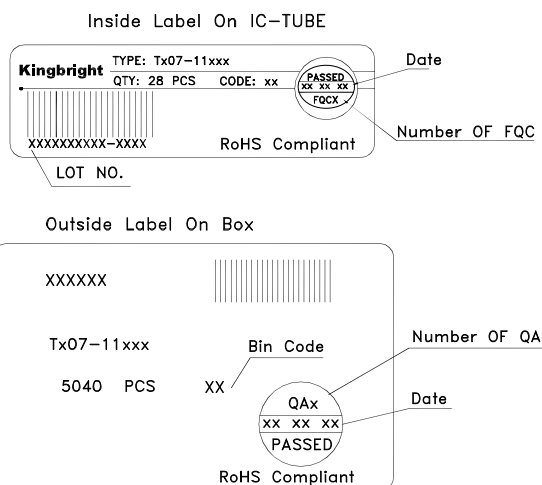 Inside Label On IC-TUBE
Kingbright
TYPE: Tx07-11xxx
QTY: 28 PCS CODE: xx
PASSED
xx xx xx
FQCX
Date
Number OF FQC
XXXXXXXXXX-XXXX
RoHS Compliant
LOT NO.
Outside Label On Box
XXXXXX
Tx07-11xxx
Bin Code
Number OF QA
5040 PCS
XX
QAx
xx xx xx
PASSED
Date
RoHS Compliant